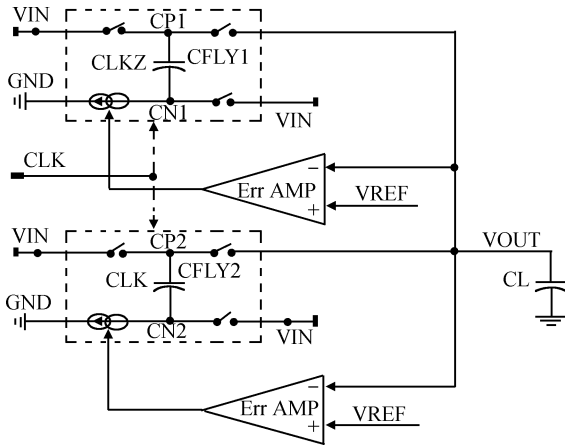 VIN
CP1
CLKZ
CFLY1
GND
CN1
VIN
CLK
Err AMP
−
+
VREF
VIN
CP2
VOUT
CLK
CFLY2
CL
GND
CN2
VIN
Err AMP
−
+
VREF